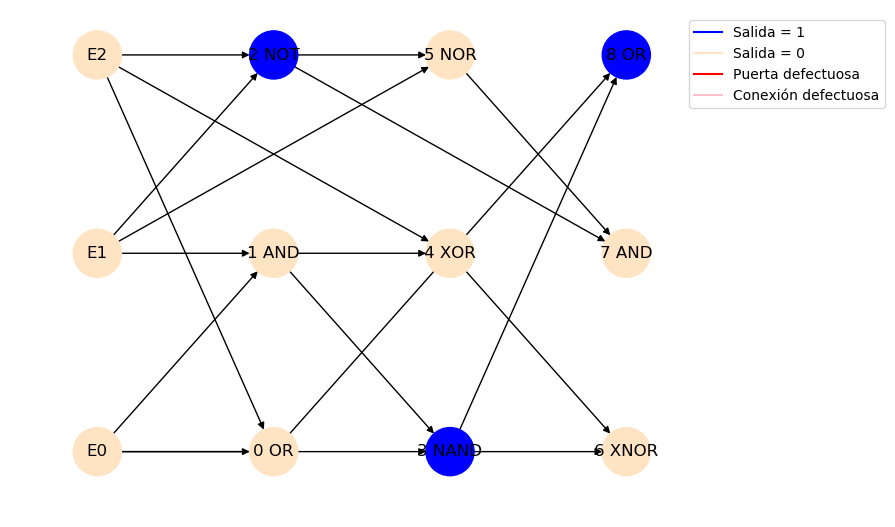 E2
2 NOT
5 NOR
8 OR
Salida = 1
Salida = 0
Puerta defectuosa
Conexión defectuosa
E1
1 AND
4 XOR
7 AND
E0
0 OR
3 NAND
6 XNOR